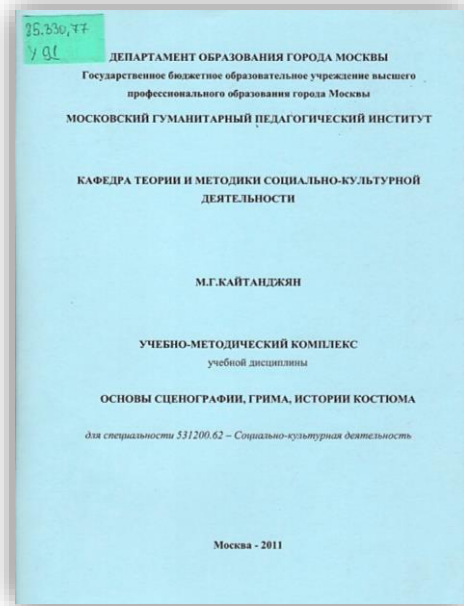 85.330,77
У 91
ДЕПАРТАМЕНТ ОБРАЗОВАНИЯ ГОРОДА МОСКВЫ
Государственное бюджетное образовательное учреждение высшего
профессионального образования города Москвы
МОСКОВСКИЙ ГУМАНИТАРНЫЙ ПЕДАГОГИЧЕСКИЙ ИНСТИТУТ
КАФЕДРА ТЕОРИИ И МЕТОДИКИ СОЦИАЛЬНО-КУЛЬТУРНОЙ
ДЕЯТЕЛЬНОСТИ
М.Г.КАЙТАНДЖЯН
УЧЕБНО-МЕТОДИЧЕСКИЙ КОМПЛЕКС
учебной дисциплины
ОСНОВЫ СЦЕНОГРАФИИ, ГРИМА, ИСТОРИИ КОСТЮМА
для специальности 531200.62 – Социально-культурная деятельность
Москва - 2011